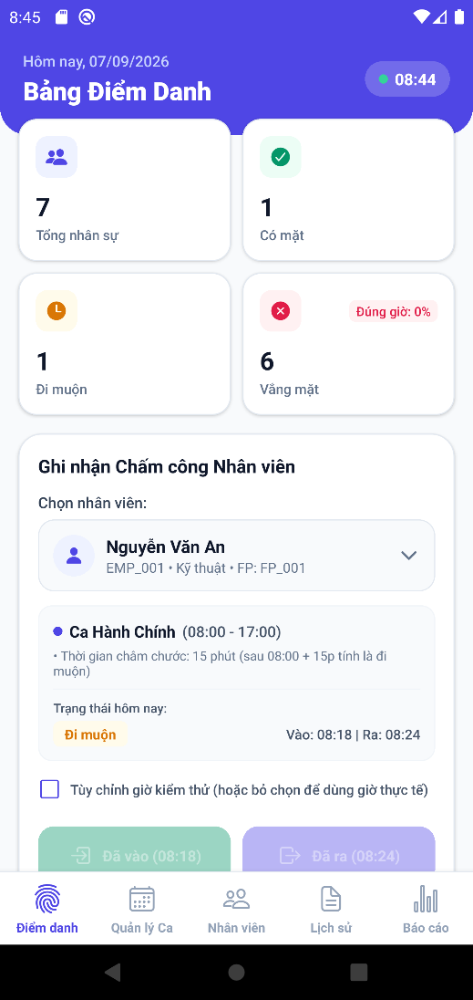 8:45
Hôm nay, 07/09/2026
Bảng Điểm Danh
08:44
7
Tổng nhân sự
1
Có mặt
1
Đi muộn
Đúng giờ: 0%
6
Vắng mặt
Ghi nhận Chấm công Nhân viên
Chọn nhân viên:
Nguyễn Văn An
EMP_001 • Kỹ thuật • FP: FP_001
Ca Hành Chính (08:00 - 17:00)
• Thời gian châm chước: 15 phút (sau 08:00 + 15p tính là đi
muộn)
Trạng thái hôm nay:
Đi muộn
Vào: 08:18 | Ra: 08:24
Tùy chỉnh giờ kiểm thử (hoặc bỏ chọn để dùng giờ thực tế)
Đã vào (08:18)
Đã ra (08:24)
Điểm danh
Quản lý Ca
Nhân viên
Lịch sử
Báo cáo